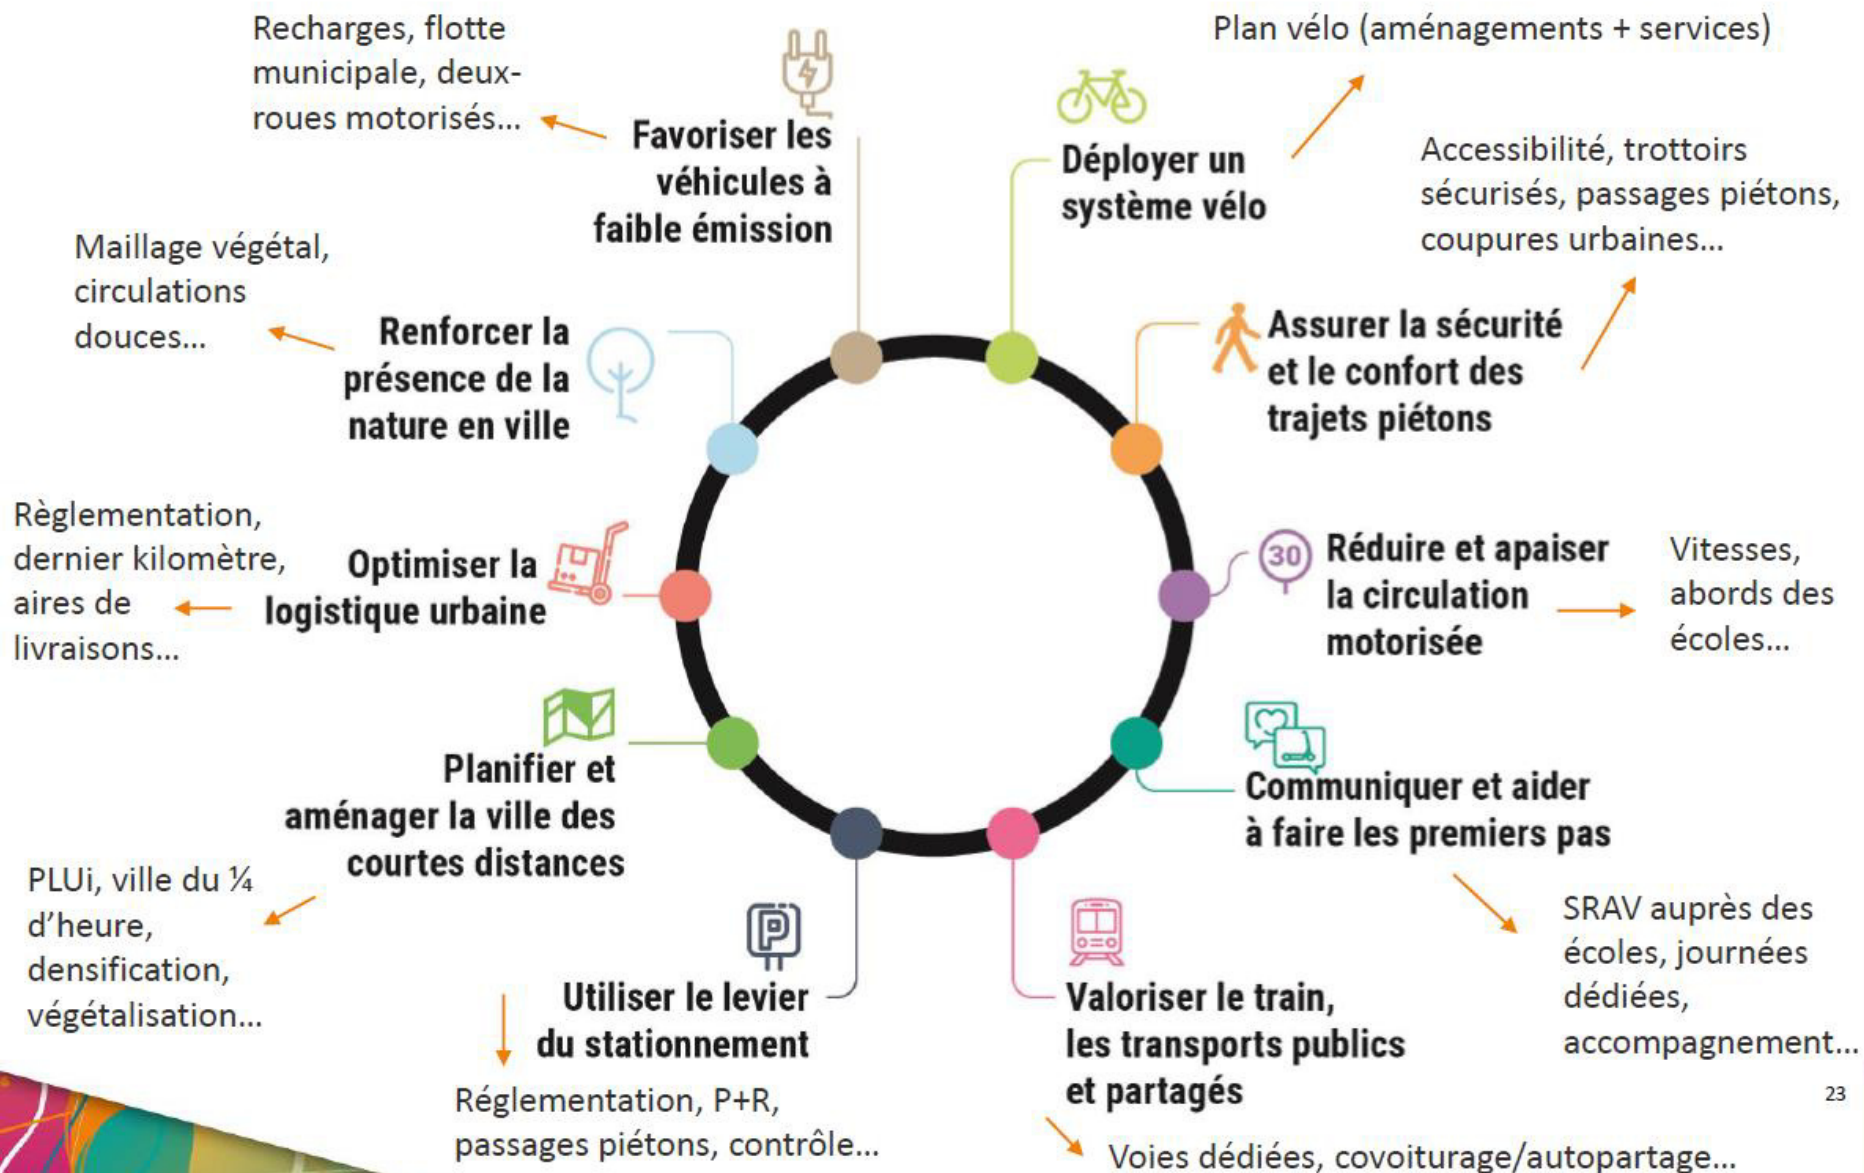 Recharges, flotte
municipale, deux-
roues motorisés...
Favoriser les
véhicules à
faible émission
Plan vélo (aménagements + services)
Déployer un
système vélo
Accessibilité, trottoirs
sécurisés, passages piétons,
coupures urbaines...
Assurer la sécurité
et le confort des
trajets piétons
Maillage végétal,
circulations
douces...
Renforcer la
présence de la
nature en ville
Règlementation,
dernier kilomètre,
aires de
livraisons...
Optimiser la
logistique urbaine
30
Réduire et apaiser
la circulation
motorisée
Vitesses,
abords des
écoles...
Planifier et
aménager la ville des
courtes distances
PLUi, ville du ¼
d'heure,
densification,
végétalisation...
Communiquer et aider
à faire les premiers pas
SRAV auprès des
écoles, journées
dédiées,
accompagnement...
P
Utiliser le levier
du stationnement
Réglementation, P+R,
passages piétons, contrôle...
Valoriser le train,
les transports publics
et partagés
Voies dédiées, covoiturage/autopartage...
23